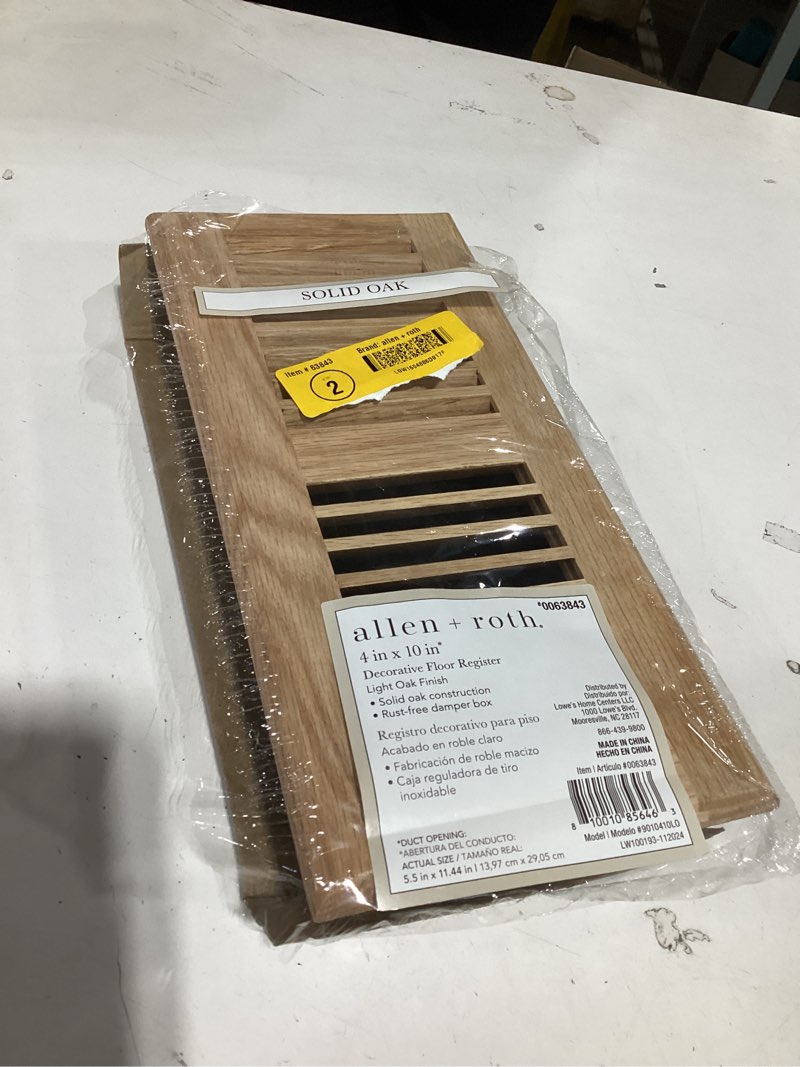 SOLID OAK
Item # 63843
Brand: allen + roth
2
*0063843
allen + roth®
4 in x 10 in*
Decorative Floor Register
Light Oak Finish
• Solid oak construction
• Rust-free damper box
Registro decorativo para piso
Acabado en roble claro
• Fabricación de roble macizo
• Caja reguladora de tiro
inoxidable
*DUCT OPENING:
*ABERTURA DEL CONDUCTO:
ACTUAL SIZE / TAMAÑO REAL:
5.5 in x 11.44 in | 13,97 cm x 29,05 cm
Distributed by
Distribuido por:
Lowe's Home Centers LLC
1000 Lowe's Blvd.
Mooresville, NC 28117
866-439-9800
MADE IN CHINA
HECHO EN CHINA
Item | Artículo #0063843
8 10010 85646 3
Model | Modelo #9010410LO
LW100193-112024